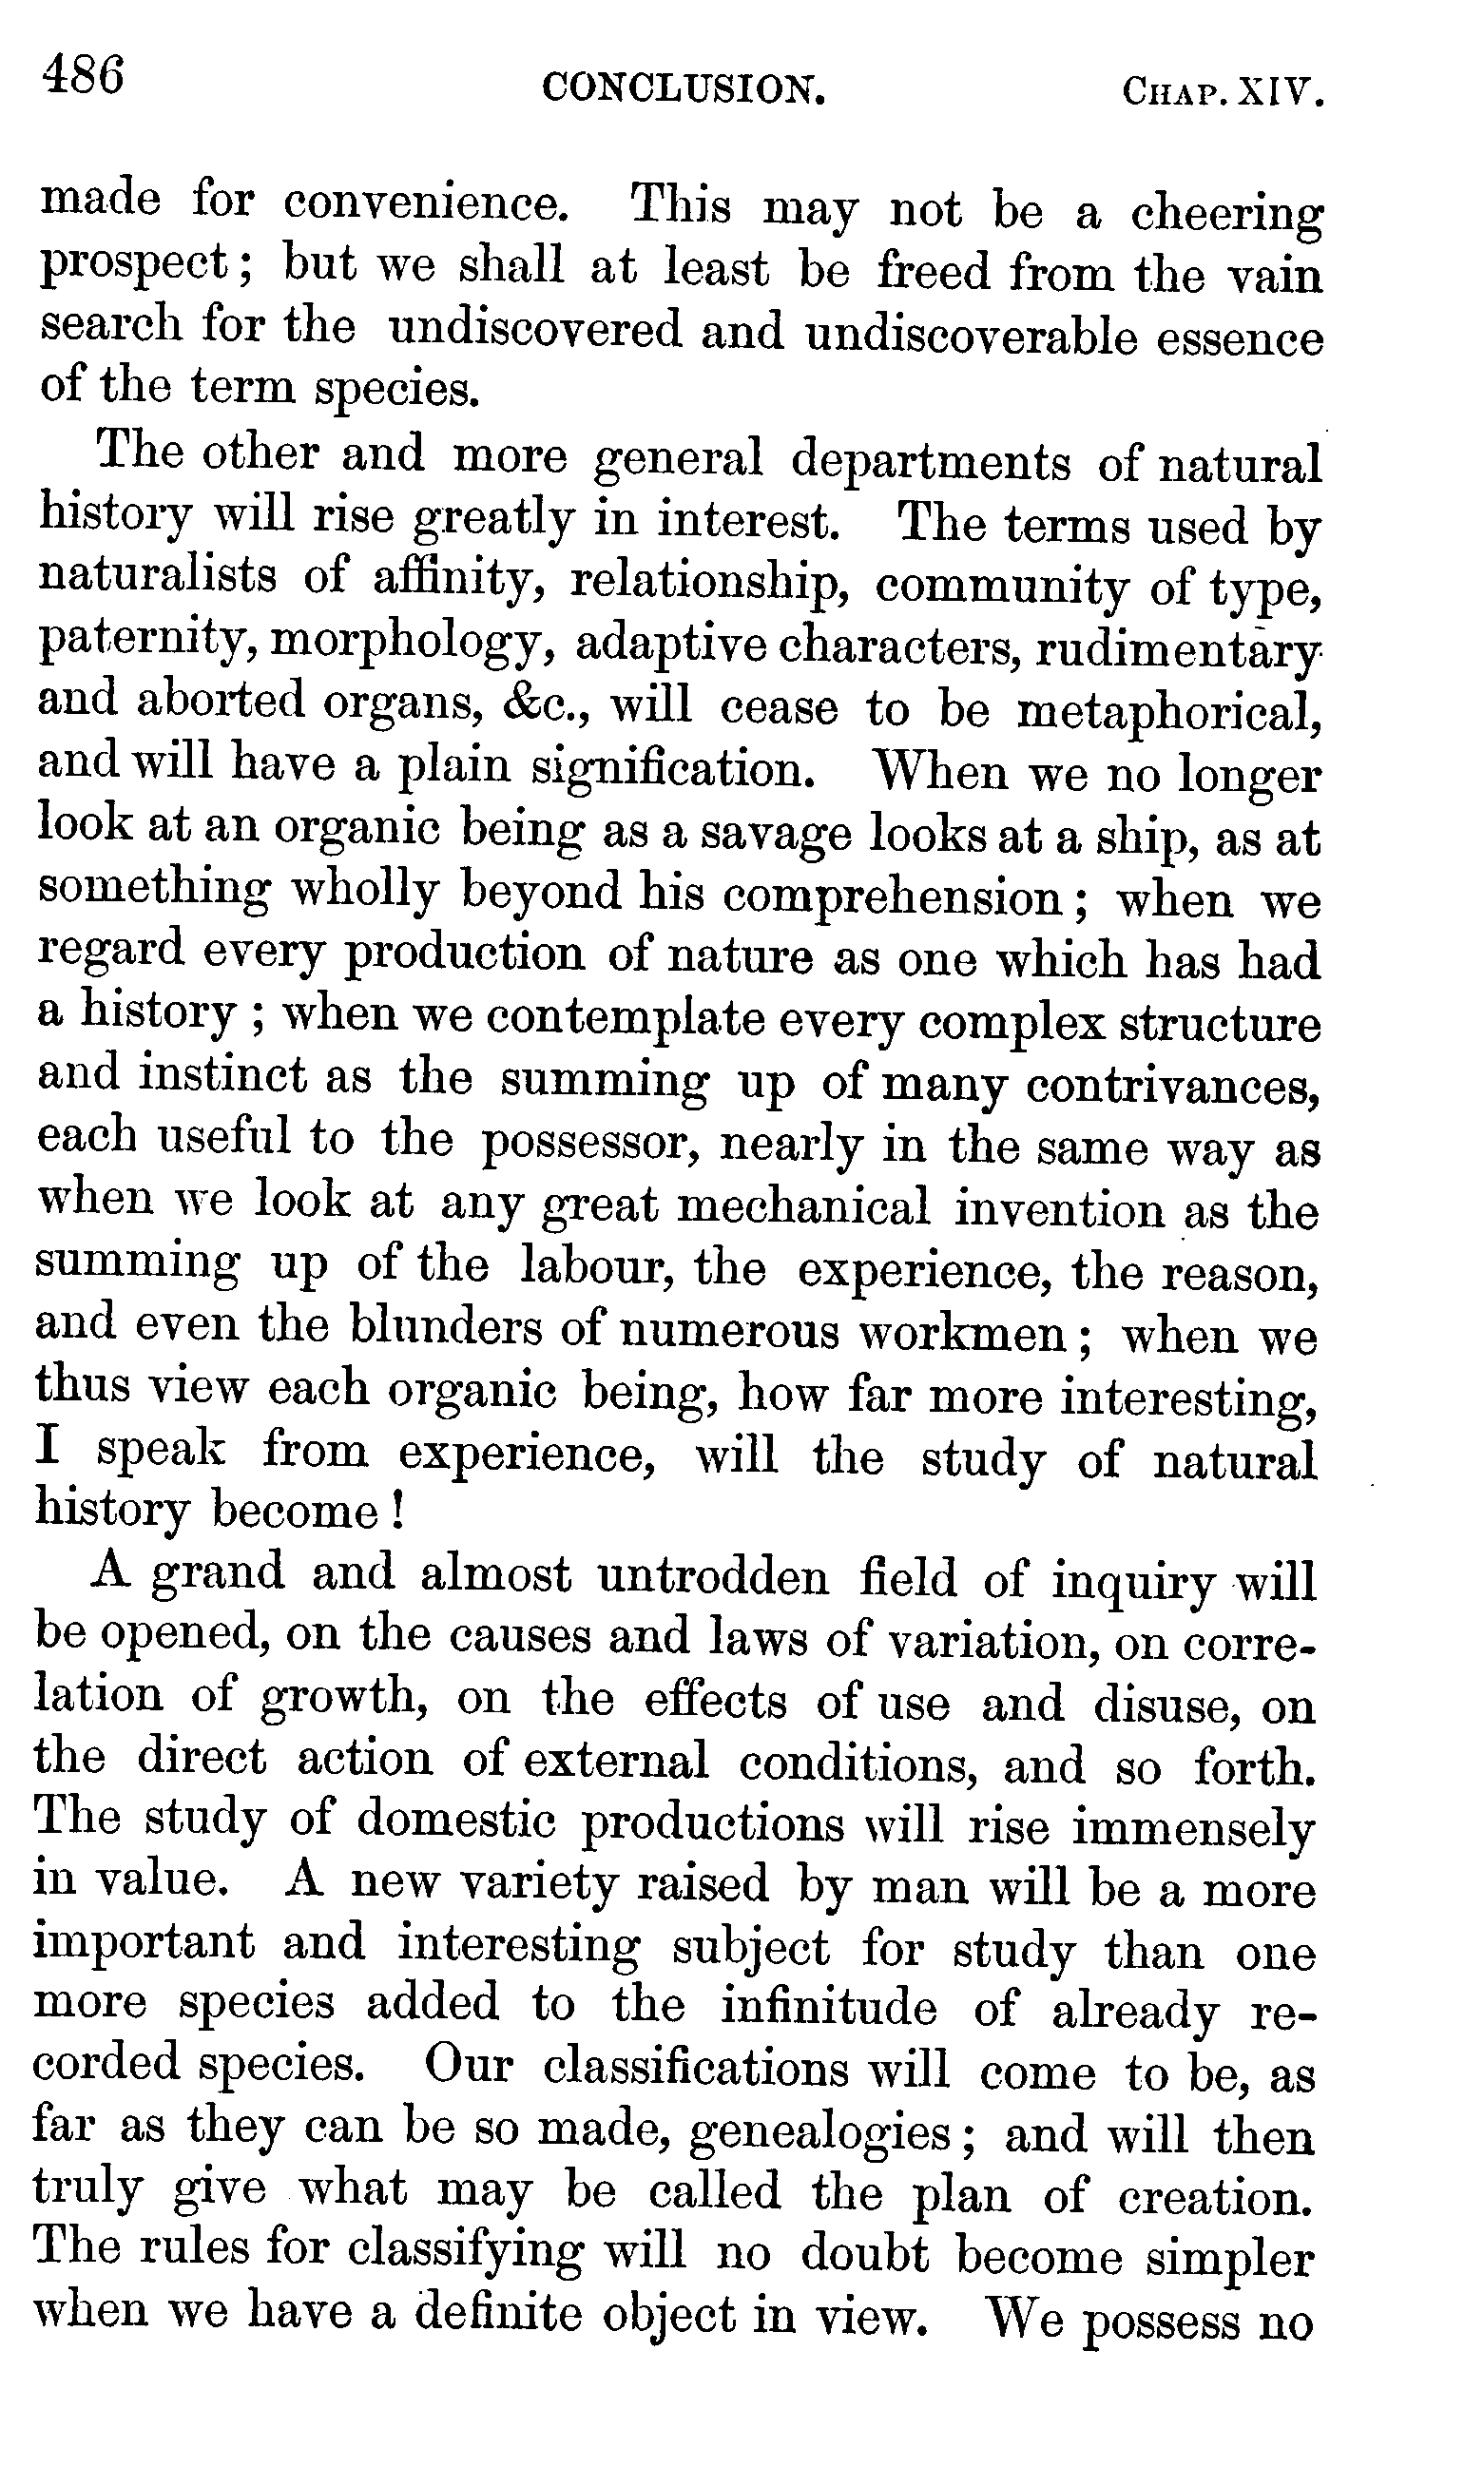 486 CONCLUSION. CHAP. XIV.
made for convenience. This may not be a cheering
prospect; but we shall at least be freed from the vain
search for the undiscovered and undiscoverable essence
of the term species.
The other and more general departments of natural
history will rise greatly in interest. The terms used by
naturalists of affinity, relationship, community of type,
paternity, morphology, adaptive characters, rudimentary
and aborted organs, &c., will cease to be metaphorical,
and will have a plain signification. When we no longer
look at an organic being as a savage looks at a ship, as at
something wholly beyond his comprehension; when we
regard every production of nature as one which has had
a history; when we contemplate every complex structure
and instinct as the summing up of many contrivances,
each useful to the possessor, nearly in the same way as
when we look at any great mechanical invention as the
summing up of the labour, the experience, the reason,
and even the blunders of numerous workmen; when we
thus view each organic being, how far more interesting,
I speak from experience, will the study of natural
history become!
A grand and almost untrodden field of inquiry will
be opened, on the causes and laws of variation, on corre-
lation of growth, on the effects of use and disuse, on
the direct action of external conditions, and so forth.
The study of domestic productions will rise immensely
in value. A new variety raised by man will be a more
important and interesting subject for study than one
more species added to the infinitude of already re-
corded species. Our classifications will come to be, as
far as they can be so made, genealogies; and will then
truly give what may be called the plan of creation.
The rules for classifying will no doubt become simpler
when we have a definite object in view. We possess no